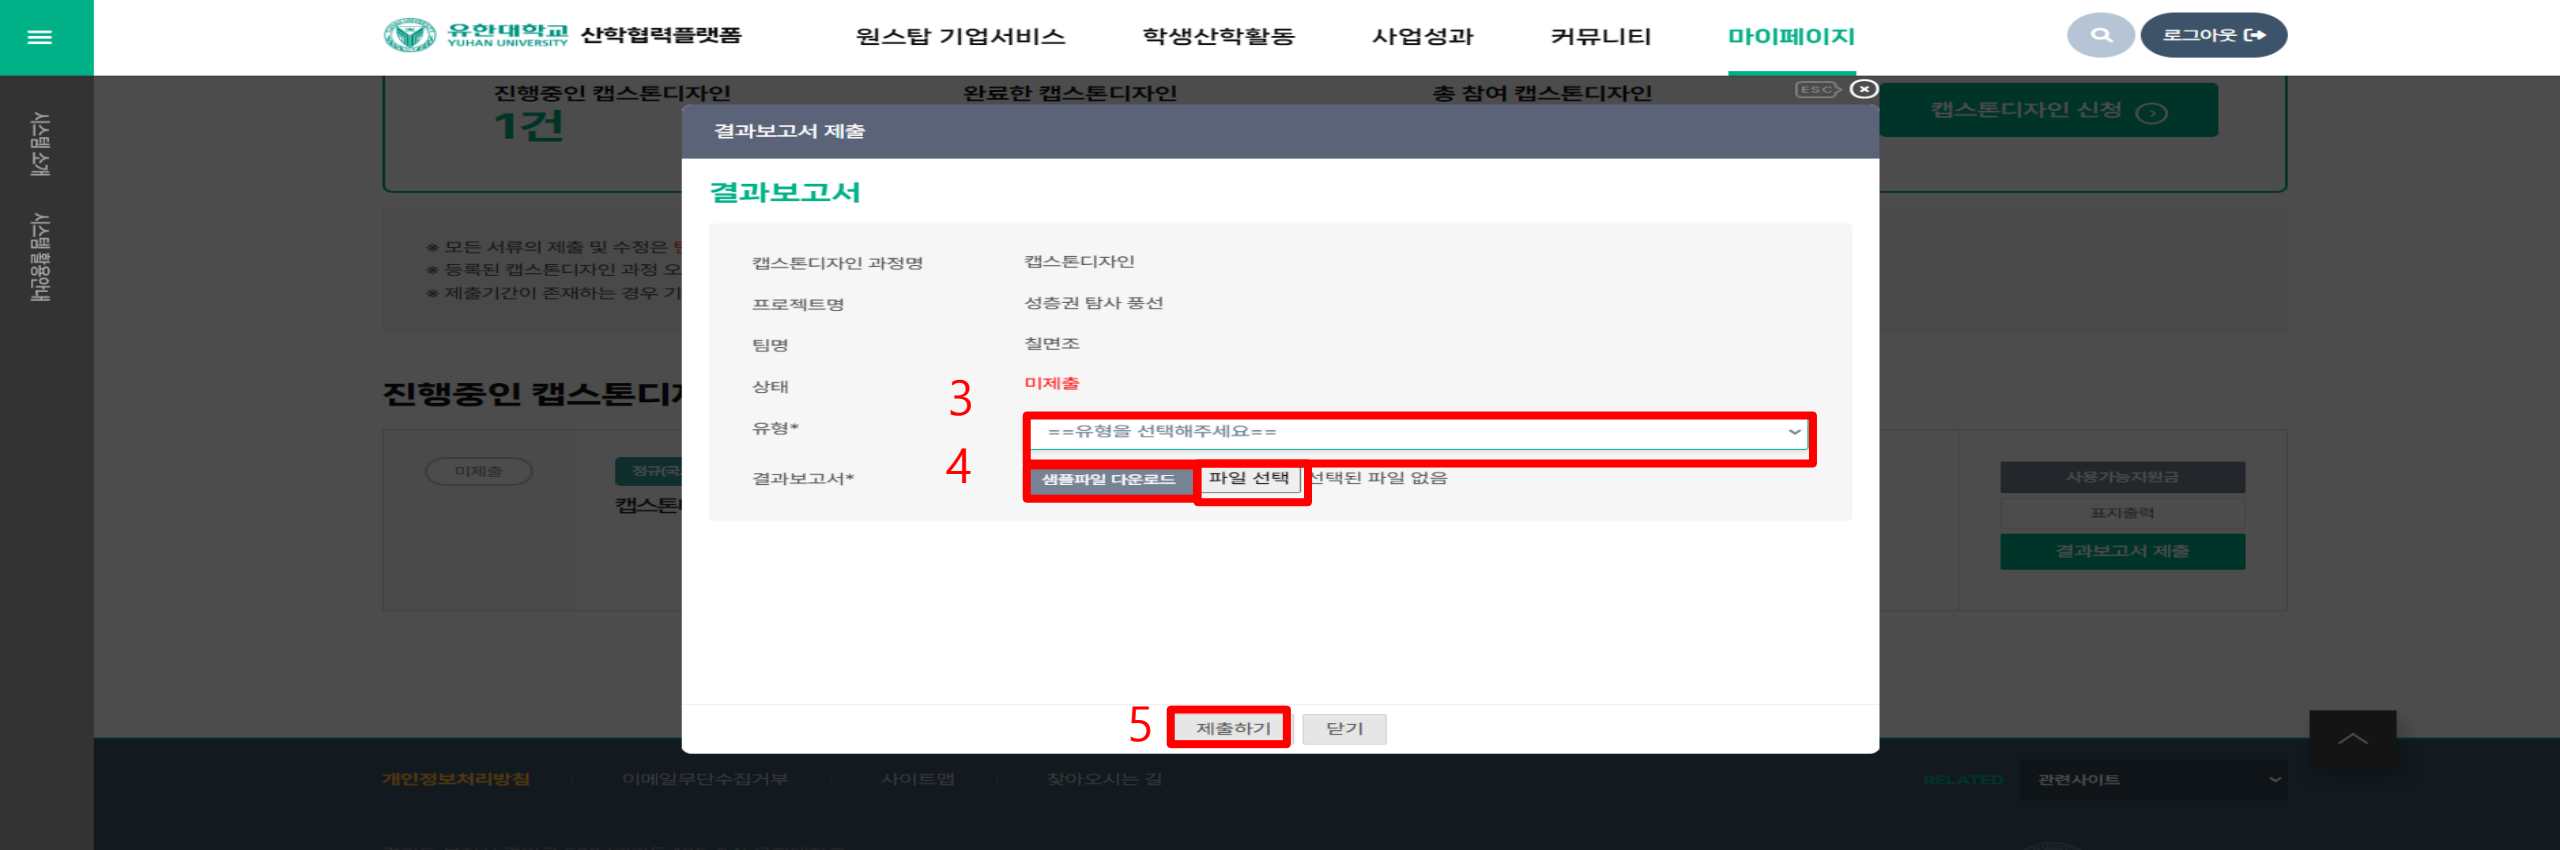 유한대학교 산학협력플랫폼
YUHAN UNIVERSITY
원스탑 기업서비스
학생산학활동
사업성과
커뮤니티
마이페이지
로그아웃
시스템 소개
시스템활용안내
진행중인 캡스톤디자인
1건
완료한 캡스톤디자인
총 참여 캡스톤디자인
ESC
캡스톤디자인 신청
※ 모든 서류의 제출 및 수정은
※ 등록된 캡스톤디자인 과정 오
※ 제출기간이 존재하는 경우 기
진행중인 캡스톤디
미제출
정규(국
캡스톤
사용가능지원금
표지출력
결과보고서 제출
결과보고서 제출
결과보고서
캡스톤디자인 과정명 캡스톤디자인
프로젝트명 성층권 탐사 풍선
팀명 칠면조
상태 미제출
3
유형* ==유형을 선택해주세요==
4
결과보고서* 샘플파일 다운로드 파일 선택 선택된 파일 없음
5 제출하기 닫기
개인정보처리방침
이메일무단수집거부
사이트맵
찾아오시는 길
RELATED 관련사이트